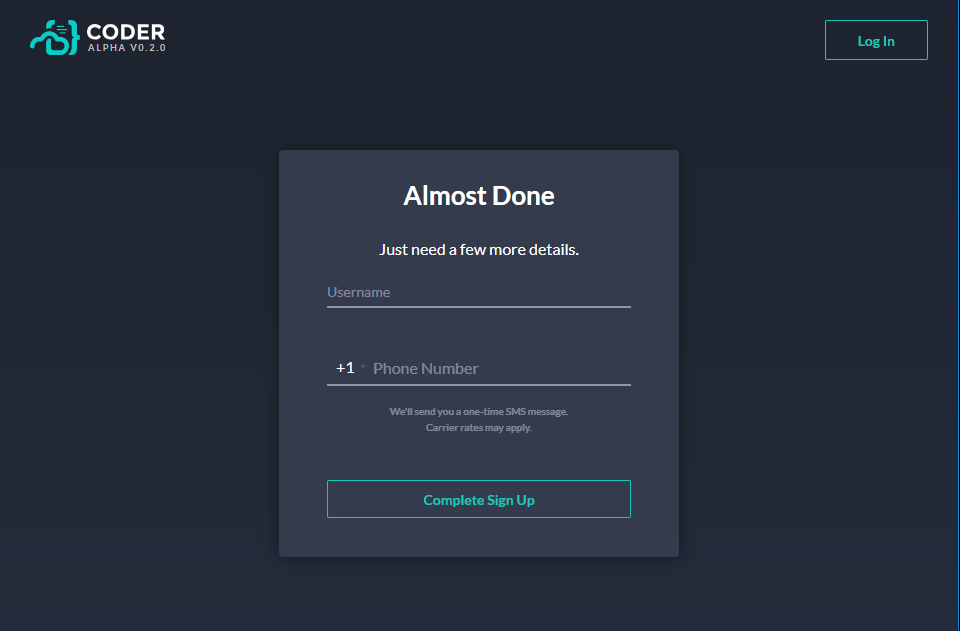 CODER
ALPHA V0.2.0
Log In
Almost Done
Just need a few more details.
Username
+1 Phone Number
We'll send you a one-time SMS message.
Carrier rates may apply.
Complete Sign Up